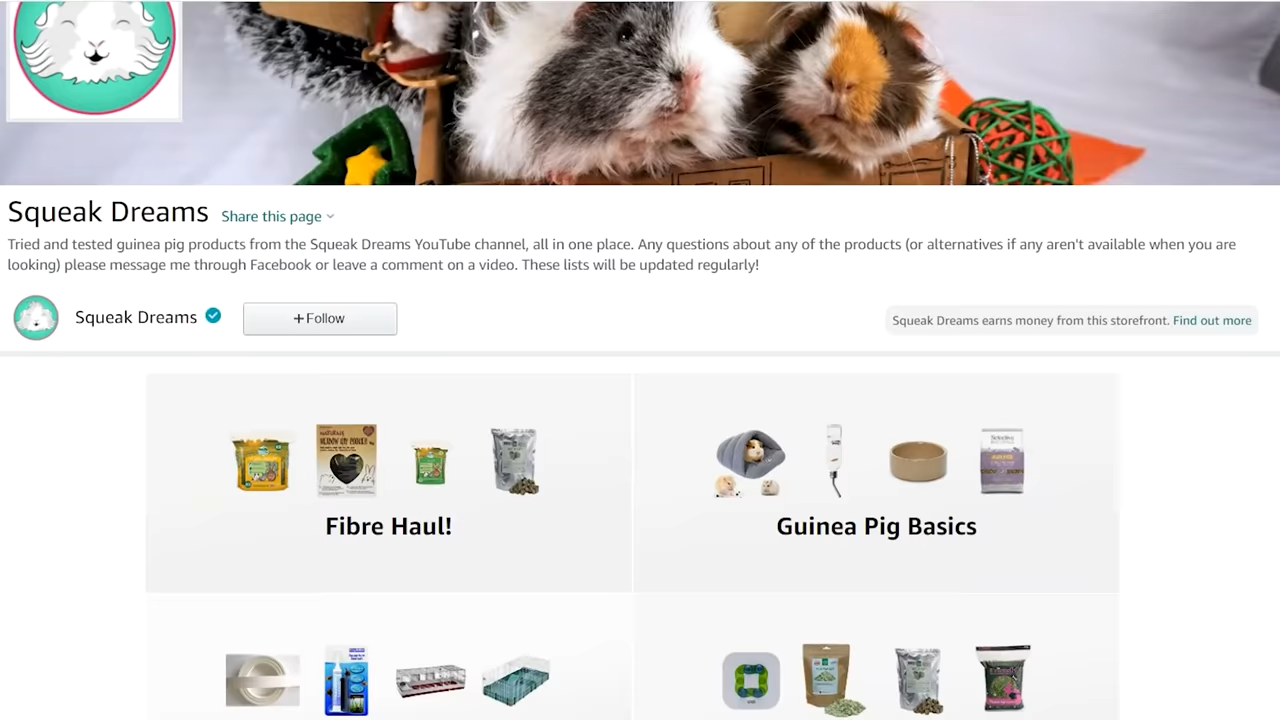 Squeak Dreams Share this page
Tried and tested guinea pig products from the Squeak Dreams YouTube channel, all in one place. Any questions about any of the products (or alternatives if any aren't available when you are
looking) please message me through Facebook or leave a comment on a video. These lists will be updated regularly!
Squeak Dreams
+Follow
Squeak Dreams earns money from this storefront. Find out more
NATURALS
Selective
Fibre Haul!
Guinea Pig Basics